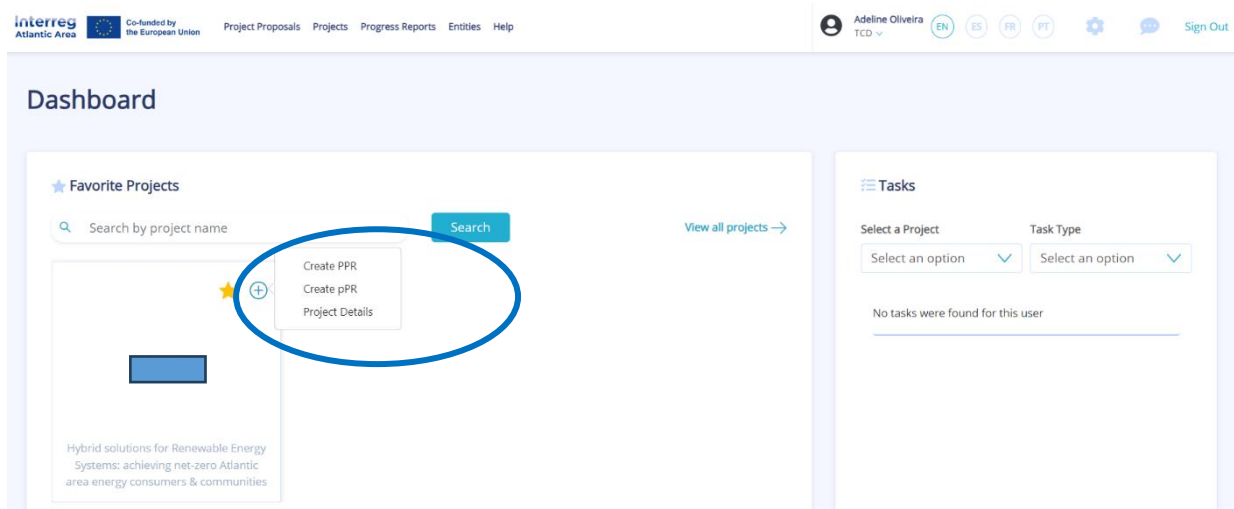 Interreg
Atlantic Area
Co-funded by
the European Union
Project Proposals Projects Progress Reports Entities Help
Adeline Oliveira
TCD
EN ES FR PT
Sign Out
Dashboard
Favorite Projects
Search by project name
Search
View all projects
Create PPR
Create pPR
Project Details
Hybrid solutions for Renewable Energy
Systems: achieving net-zero Atlantic
area energy consumers & communities
Tasks
Select a Project Task Type
Select an option Select an option
No tasks were found for this user